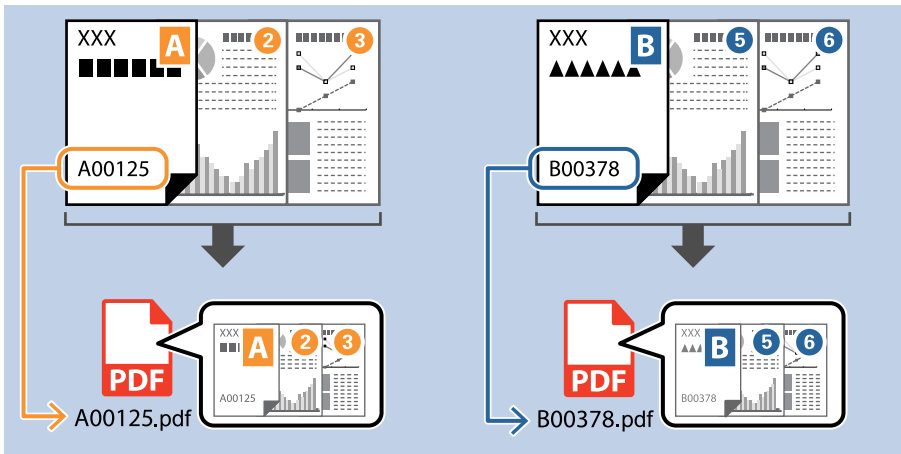 XXX
A
2
3
A00125
XXX
B
5
6
B00378
PDF
XXX
A
2
3
A00125
A00125.pdf
PDF
XXX
B
5
6
B00378
B00378.pdf